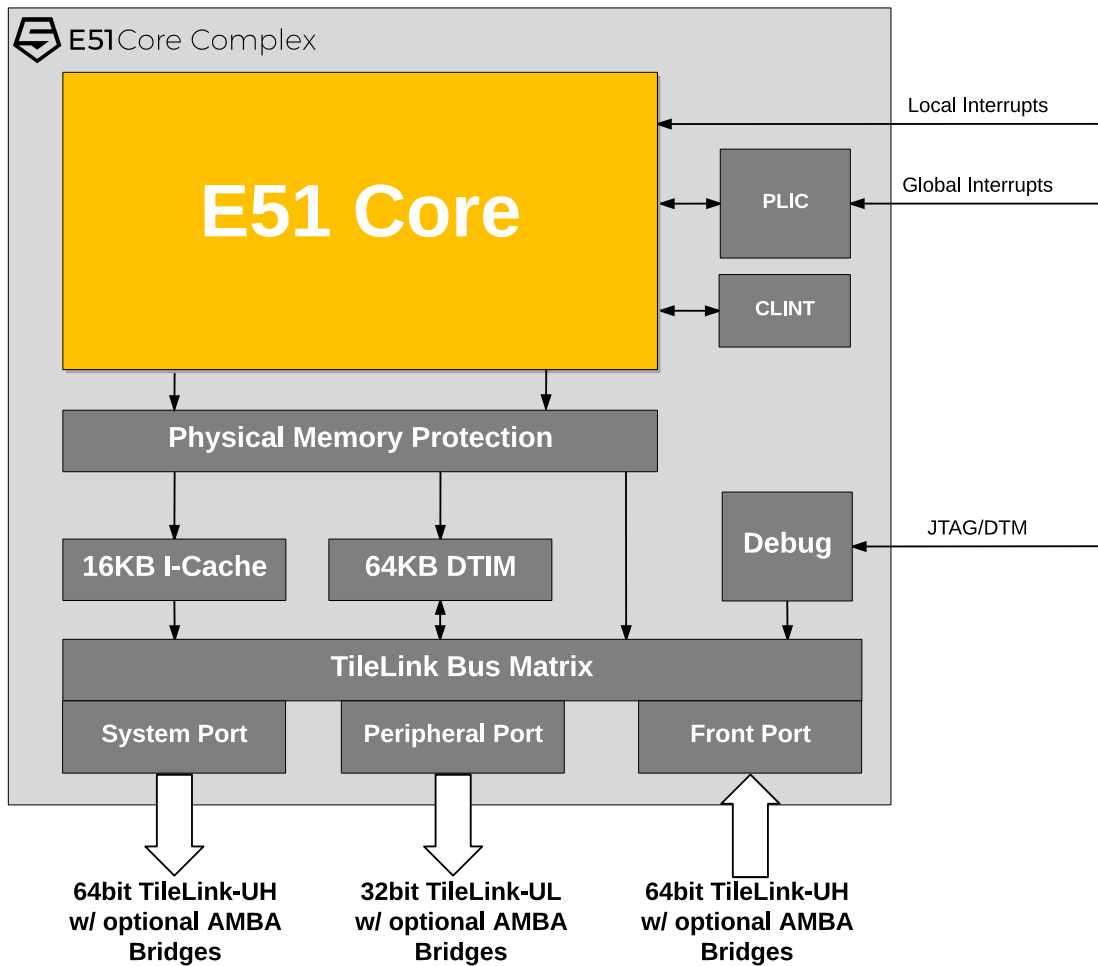 E51 Core Complex
Local Interrupts
E51 Core
PLIC
Global Interrupts
CLINT
Physical Memory Protection
Debug
JTAG/DTM
16KB I-Cache
64KB DTIM
TileLink Bus Matrix
System Port
Peripheral Port
Front Port
64bit TileLink-UH
w/ optional AMBA
Bridges
32bit TileLink-UL
w/ optional AMBA
Bridges
64bit TileLink-UH
w/ optional AMBA
Bridges